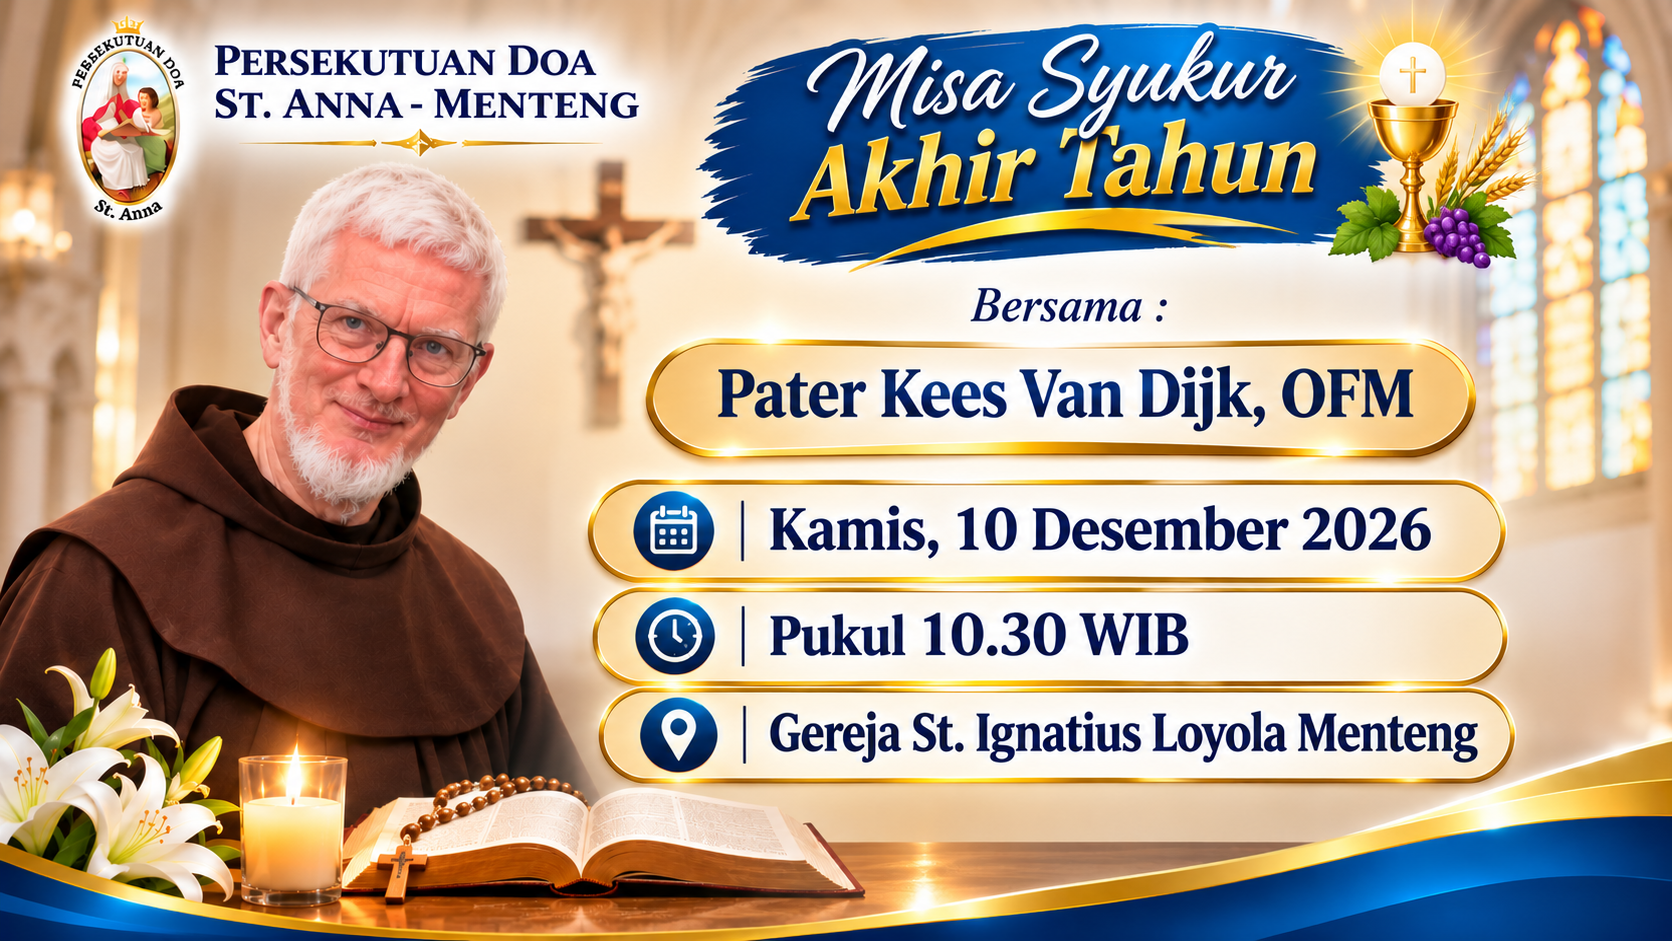 PERSEKUTUAN DOA
St. Anna
PERSEKUTUAN DOA
ST. ANNA - MENTENG
Misa Syukur
Akhir Tahun
Bersama :
Pater Kees Van Dijk, OFM
Kamis, 10 Desember 2026
Pukul 10.30 WIB
Gereja St. Ignatius Loyola Menteng